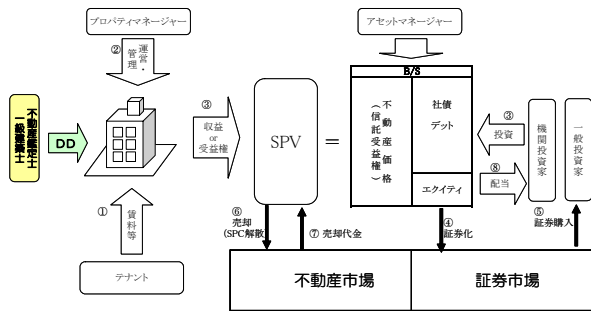 プロパティマネージャー
アセットマネージャー
②
運営・
管理
B/S
不動産鑑定士
一級建築士
DD
③
収益
or
受益権
SPV
=
不動産価格
（信託受益権）
社債
デット
エクイティ
③
投資
⑧
配当
機関投資家
一般投資家
①
賃料等
テナント
⑥
売却
(SPC解散)
⑦ 売却代金
④
証券化
⑤
証券購入
不動産市場
証券市場